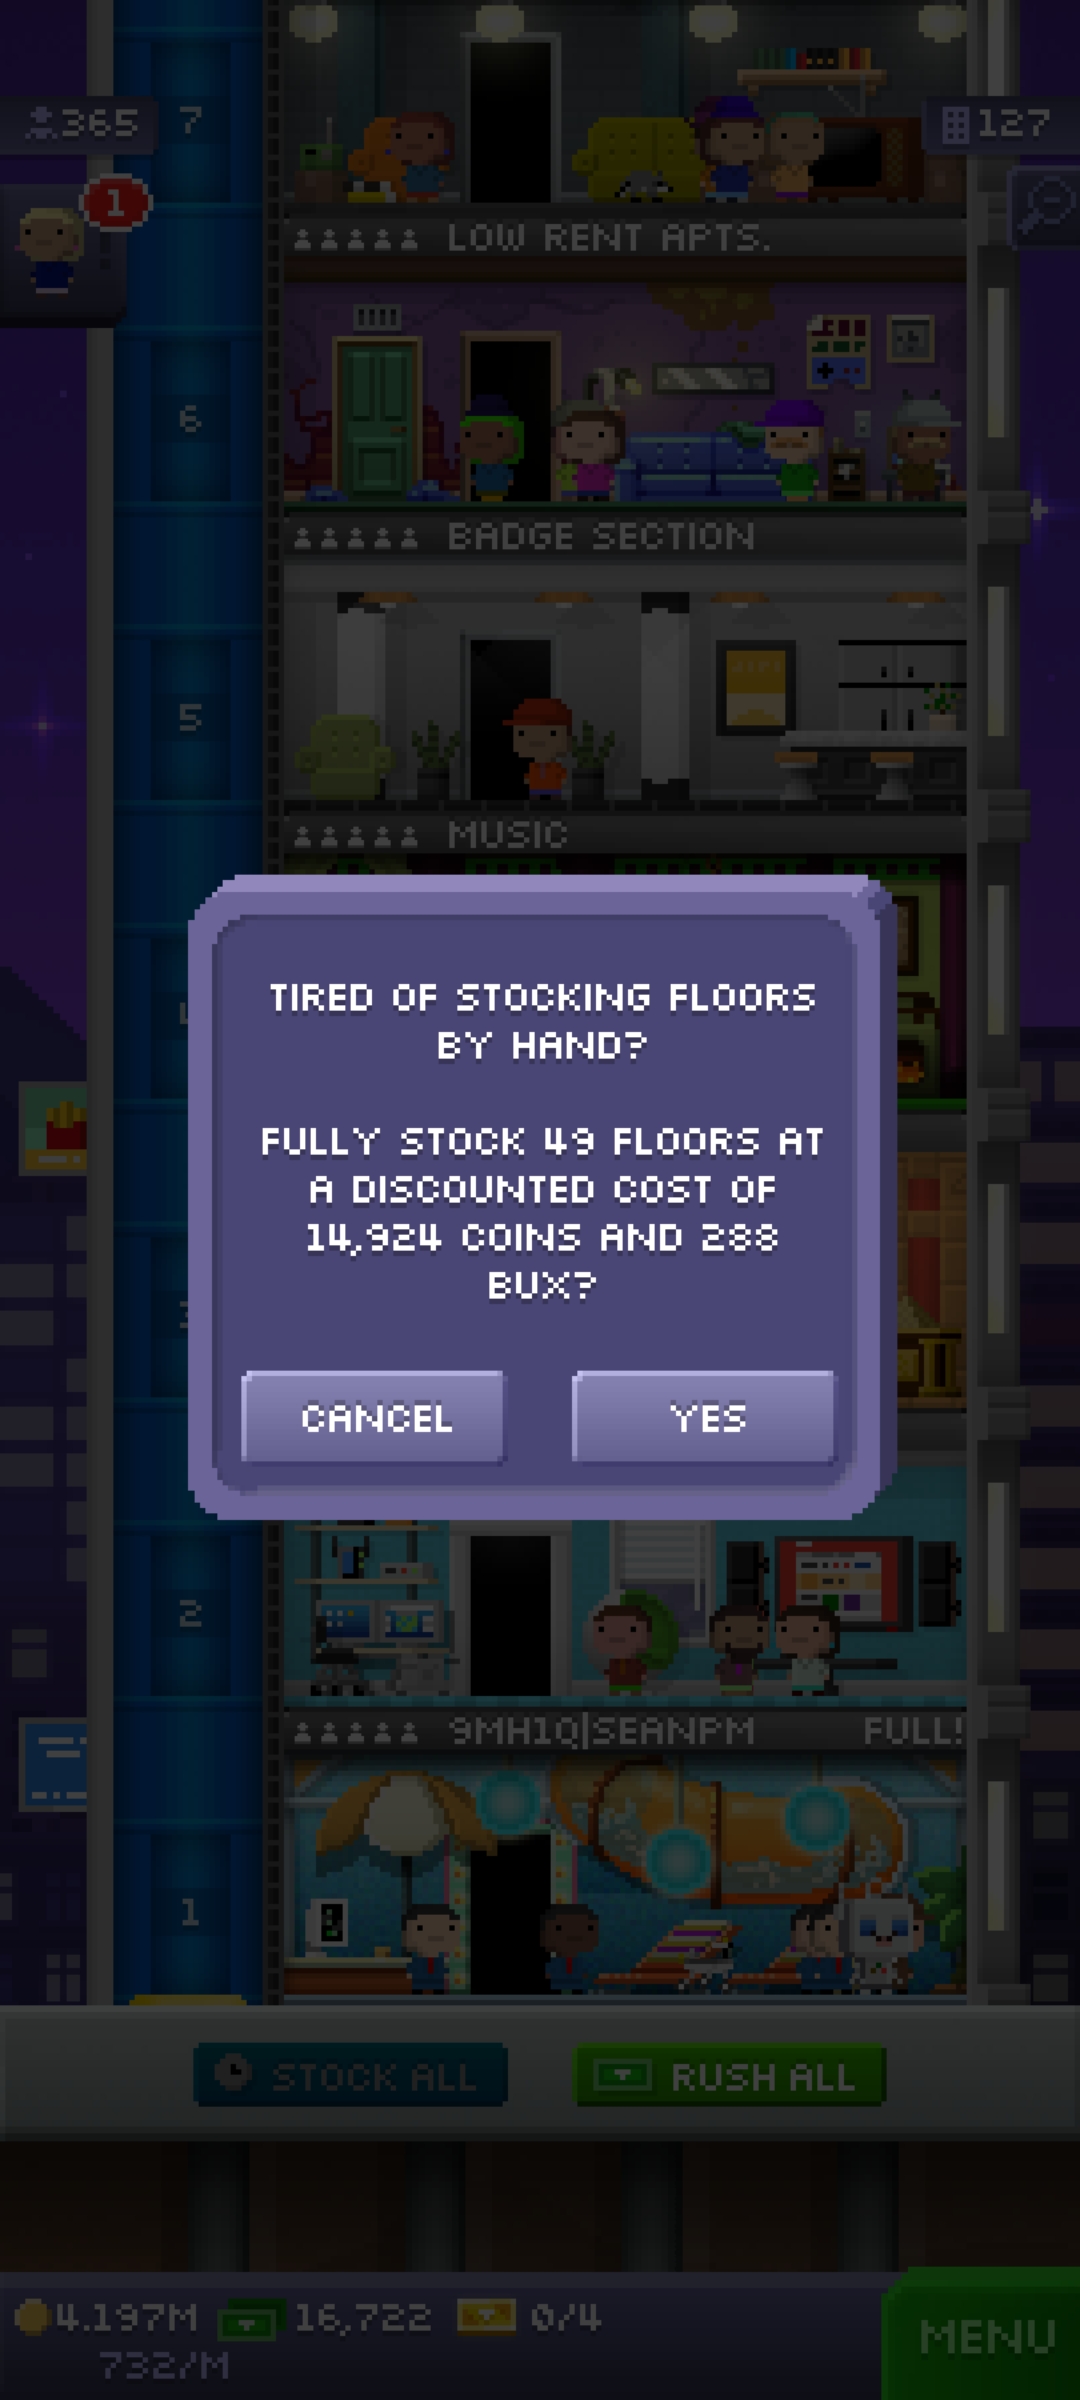 365
7
127
1
LOW RENT APTS.
6
BADGE SECTION
5
MUSIC
TIRED OF STOCKING FLOORS
BY HAND?
FULLY STOCK 49 FLOORS AT
A DISCOUNTED COST OF
14,924 COINS AND 288
BUX?
CANCEL
YES
2
9MH1Q|SEANPM
FULL!
1
STOCK ALL
RUSH ALL
4.197M
16,722
0/4
732/M
MENU